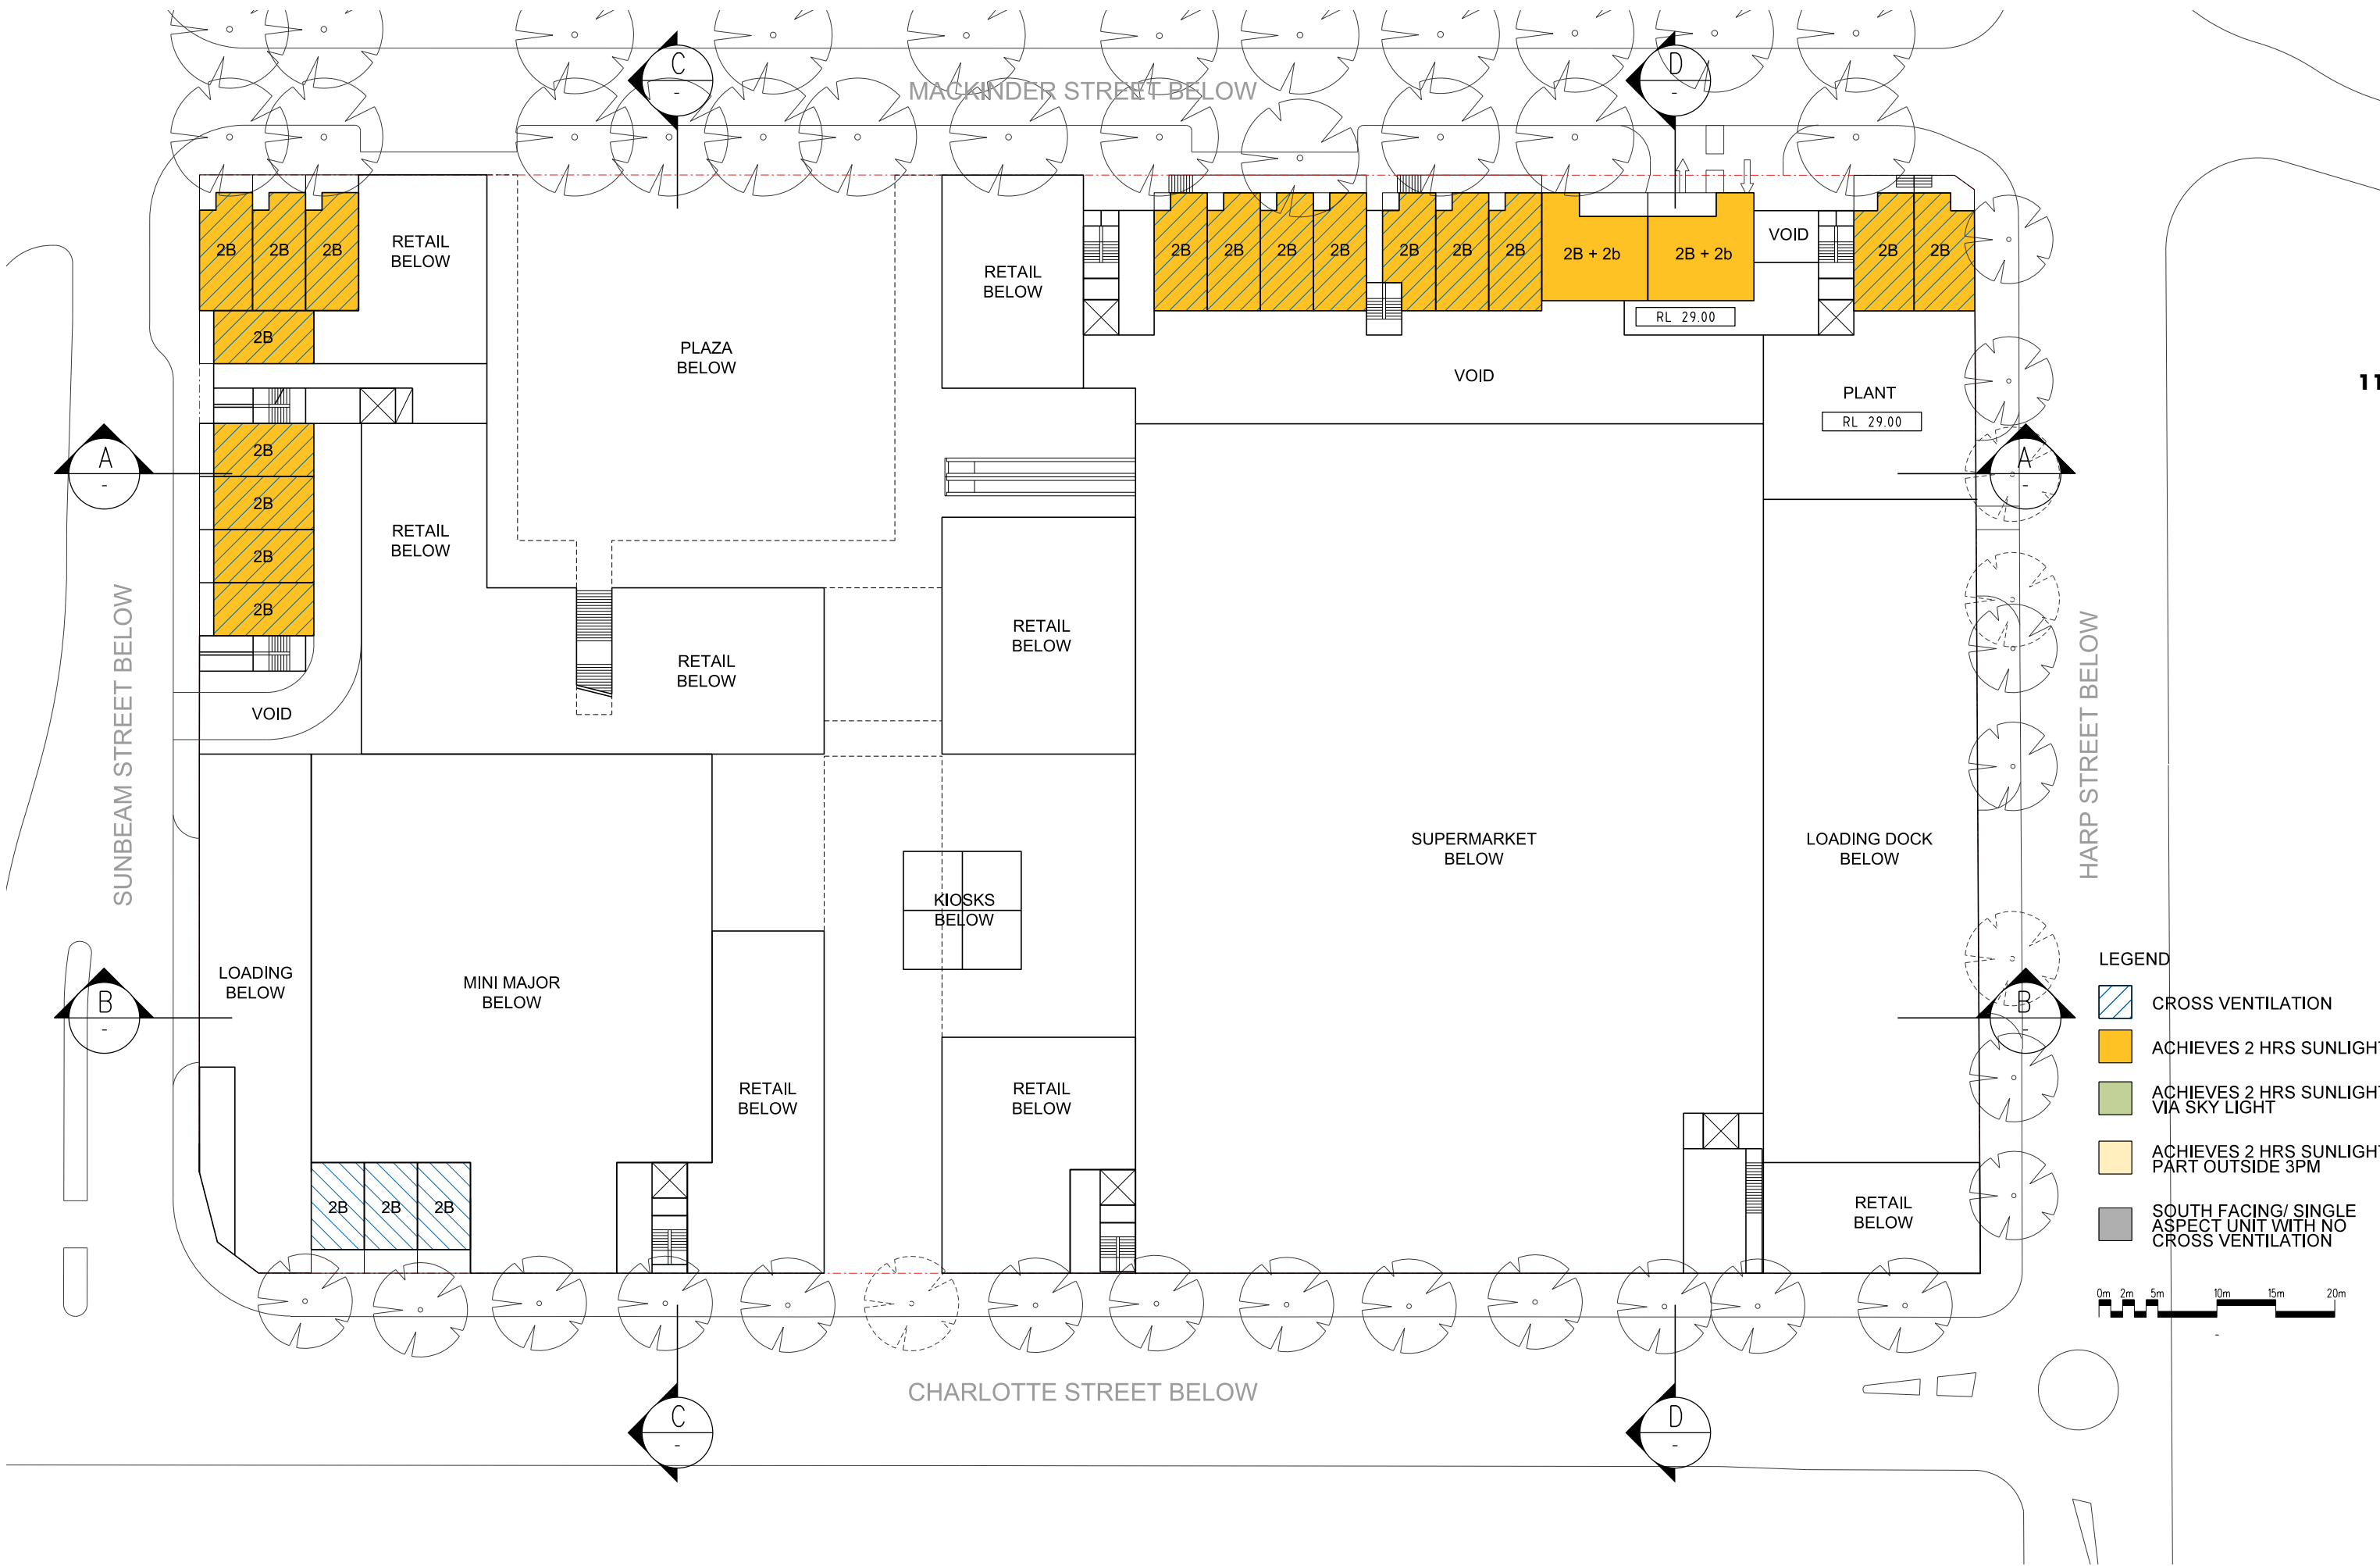 C
-
D
-
MACKINDER STREET BELOW
2B
2B
2B
RETAIL
BELOW
RETAIL
BELOW
2B
2B
2B
2B
2B
2B
2B
2B + 2b
2B + 2b
VOID
2B
2B
RL 29.00
2B
PLAZA
BELOW
VOID
PLANT
RL 29.00
11
A
-
2B
2B
2B
2B
RETAIL
BELOW
A
-
SUNBEAM STREET BELOW
RETAIL
BELOW
RETAIL
BELOW
HARP STREET BELOW
VOID
SUPERMARKET
BELOW
LOADING DOCK
BELOW
KIOSKS
BELOW
LOADING
BELOW
MINI MAJOR
BELOW
B
-
B
-
RETAIL
BELOW
RETAIL
BELOW
2B
2B
2B
RETAIL
BELOW
LEGEND
CROSS VENTILATION
ACHIEVES 2 HRS SUNLIGHT
ACHIEVES 2 HRS SUNLIGHT
VIA SKY LIGHT
ACHIEVES 2 HRS SUNLIGHT
PART OUTSIDE 3PM
SOUTH FACING/ SINGLE
ASPECT UNIT WITH NO
CROSS VENTILATION
0m 2m 5m 10m 15m 20m
-
CHARLOTTE STREET BELOW
C
-
D
-